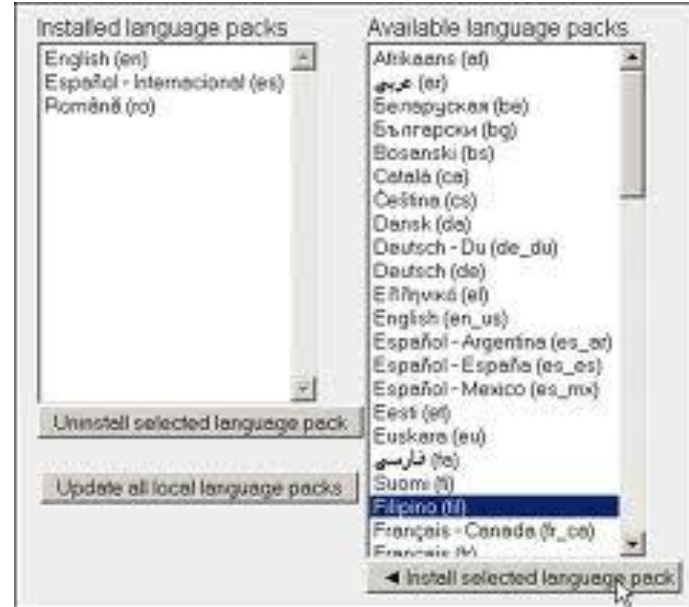 Installed language packs
English (en)
Español - Internacional (es)
Română (ro)
Uninstall selected language pack
Update all local language packs
Available language packs
Afrikaans (af)
عربي (ar)
Беларуская (be)
Български (bg)
Bosanski (bs)
Català (ca)
Čeština (cs)
Dansk (da)
Deutsch - Du (de_du)
Deutsch (de)
Ελληνικά (el)
English (en_us)
Español - Argentina (es_ar)
Español - España (es_es)
Español - Mexico (es_mx)
Eesti (et)
Euskara (eu)
فارسی (fa)
Suomi (fi)
Filipino (fil)
Français - Canada (fr_ca)
Français (fr)
◄ Install selected language pack